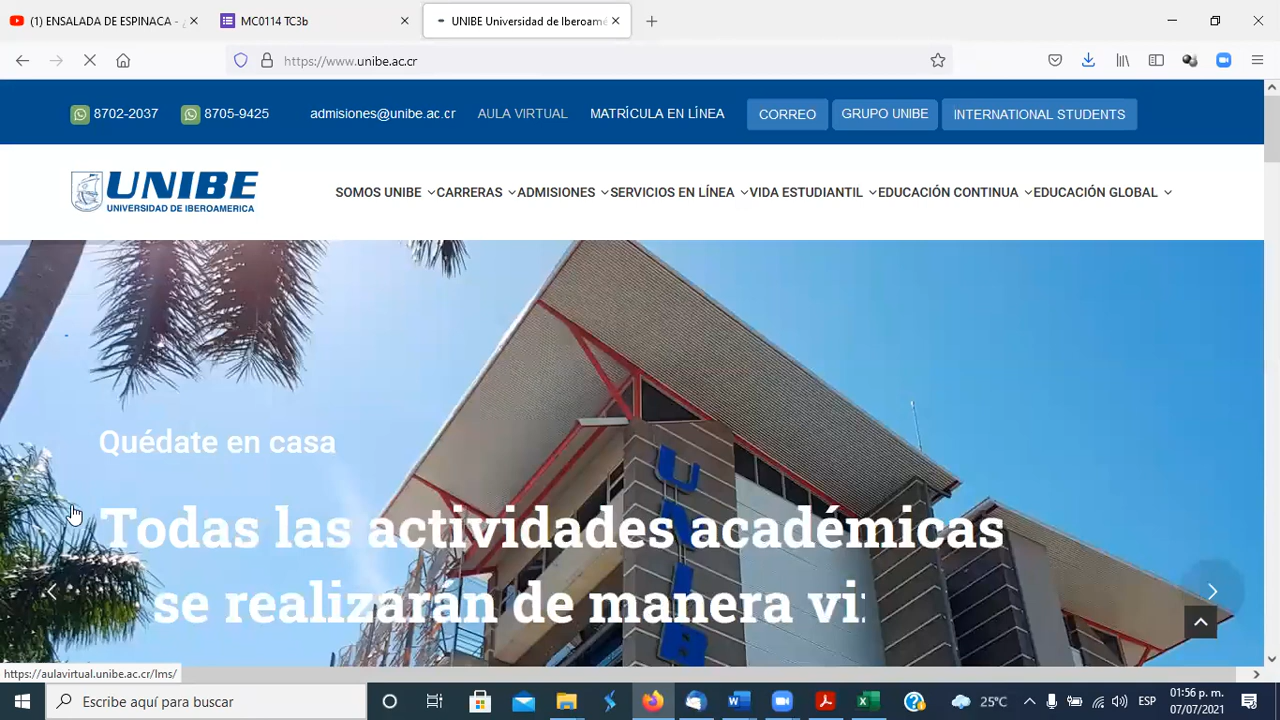 (1) ENSALADA DE ESPINACA - ¿
MC0114 TC3b
UNIBE Universidad de Iberoamé
https://www.unibe.ac.cr
8702-2037
8705-9425
admisiones@unibe.ac.cr
AULA VIRTUAL
MATRÍCULA EN LÍNEA
CORREO
GRUPO UNIBE
INTERNATIONAL STUDENTS
UNIBE
UNIVERSIDAD DE IBEROAMERICA
SOMOS UNIBE
CARRERAS
ADMISIONES
SERVICIOS EN LÍNEA
VIDA ESTUDIANTIL
EDUCACIÓN CONTINUA
EDUCACIÓN GLOBAL
Quédate en casa
Todas las actividades académicas
se realizarán de manera vi
UNIB
https://aulavirtual.unibe.ac.cr/lms/
Escribe aquí para buscar
25°C
ESP
01:56 p. m.
07/07/2021